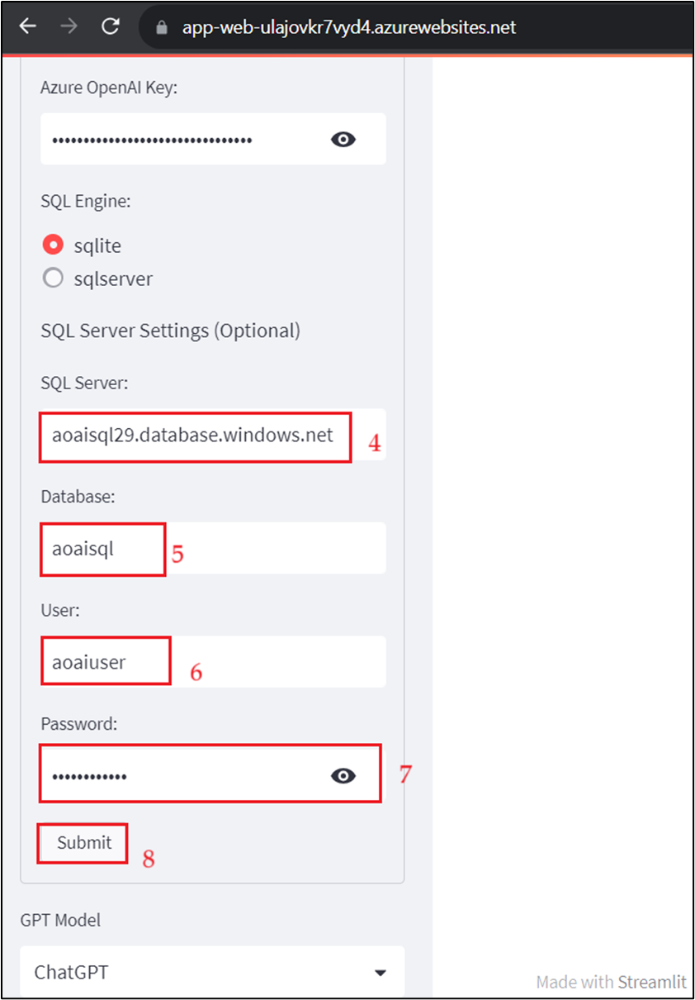 app-web-ulajovkr7vyd4.azurewebsites.net
Azure OpenAI Key:
••••••••••••••••••••••••••••••••
SQL Engine:
sqlite
sqlserver
SQL Server Settings (Optional)
SQL Server:
aoaisql29.database.windows.net 4
Database:
aoaisql 5
User:
aoaiuser 6
Password:
•••••••••••• 7
Submit 8
GPT Model
ChatGPT
Made with Streamlit